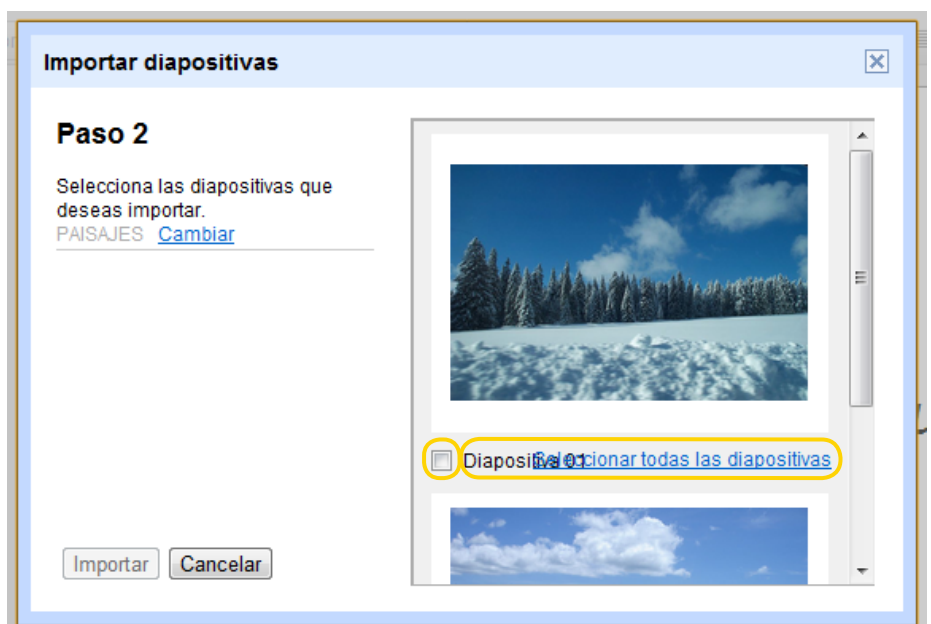 Importar diapositivas
Paso 2
Selecciona las diapositivas que
deseas importar.
PAISAJES Cambiar
Diapositiva 01 Seleccionar todas las diapositivas
Importar Cancelar